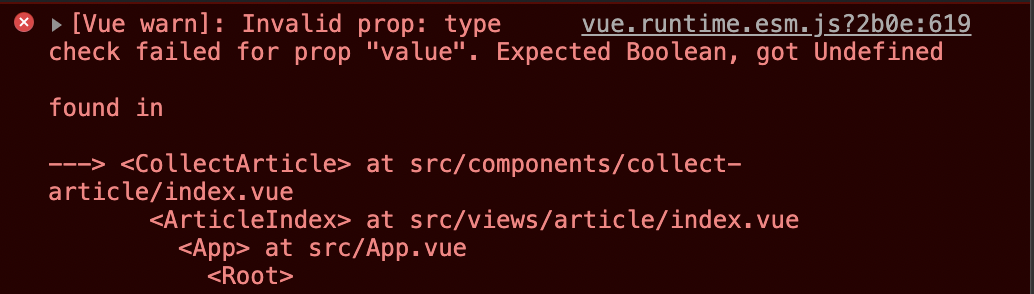 [Vue warn]: Invalid prop: type vue.runtime.esm.js?2b0e:619
check failed for prop "value". Expected Boolean, got Undefined
found in
---> <CollectArticle> at src/components/collect-
article/index.vue
<ArticleIndex> at src/views/article/index.vue
<App> at src/App.vue
<Root>